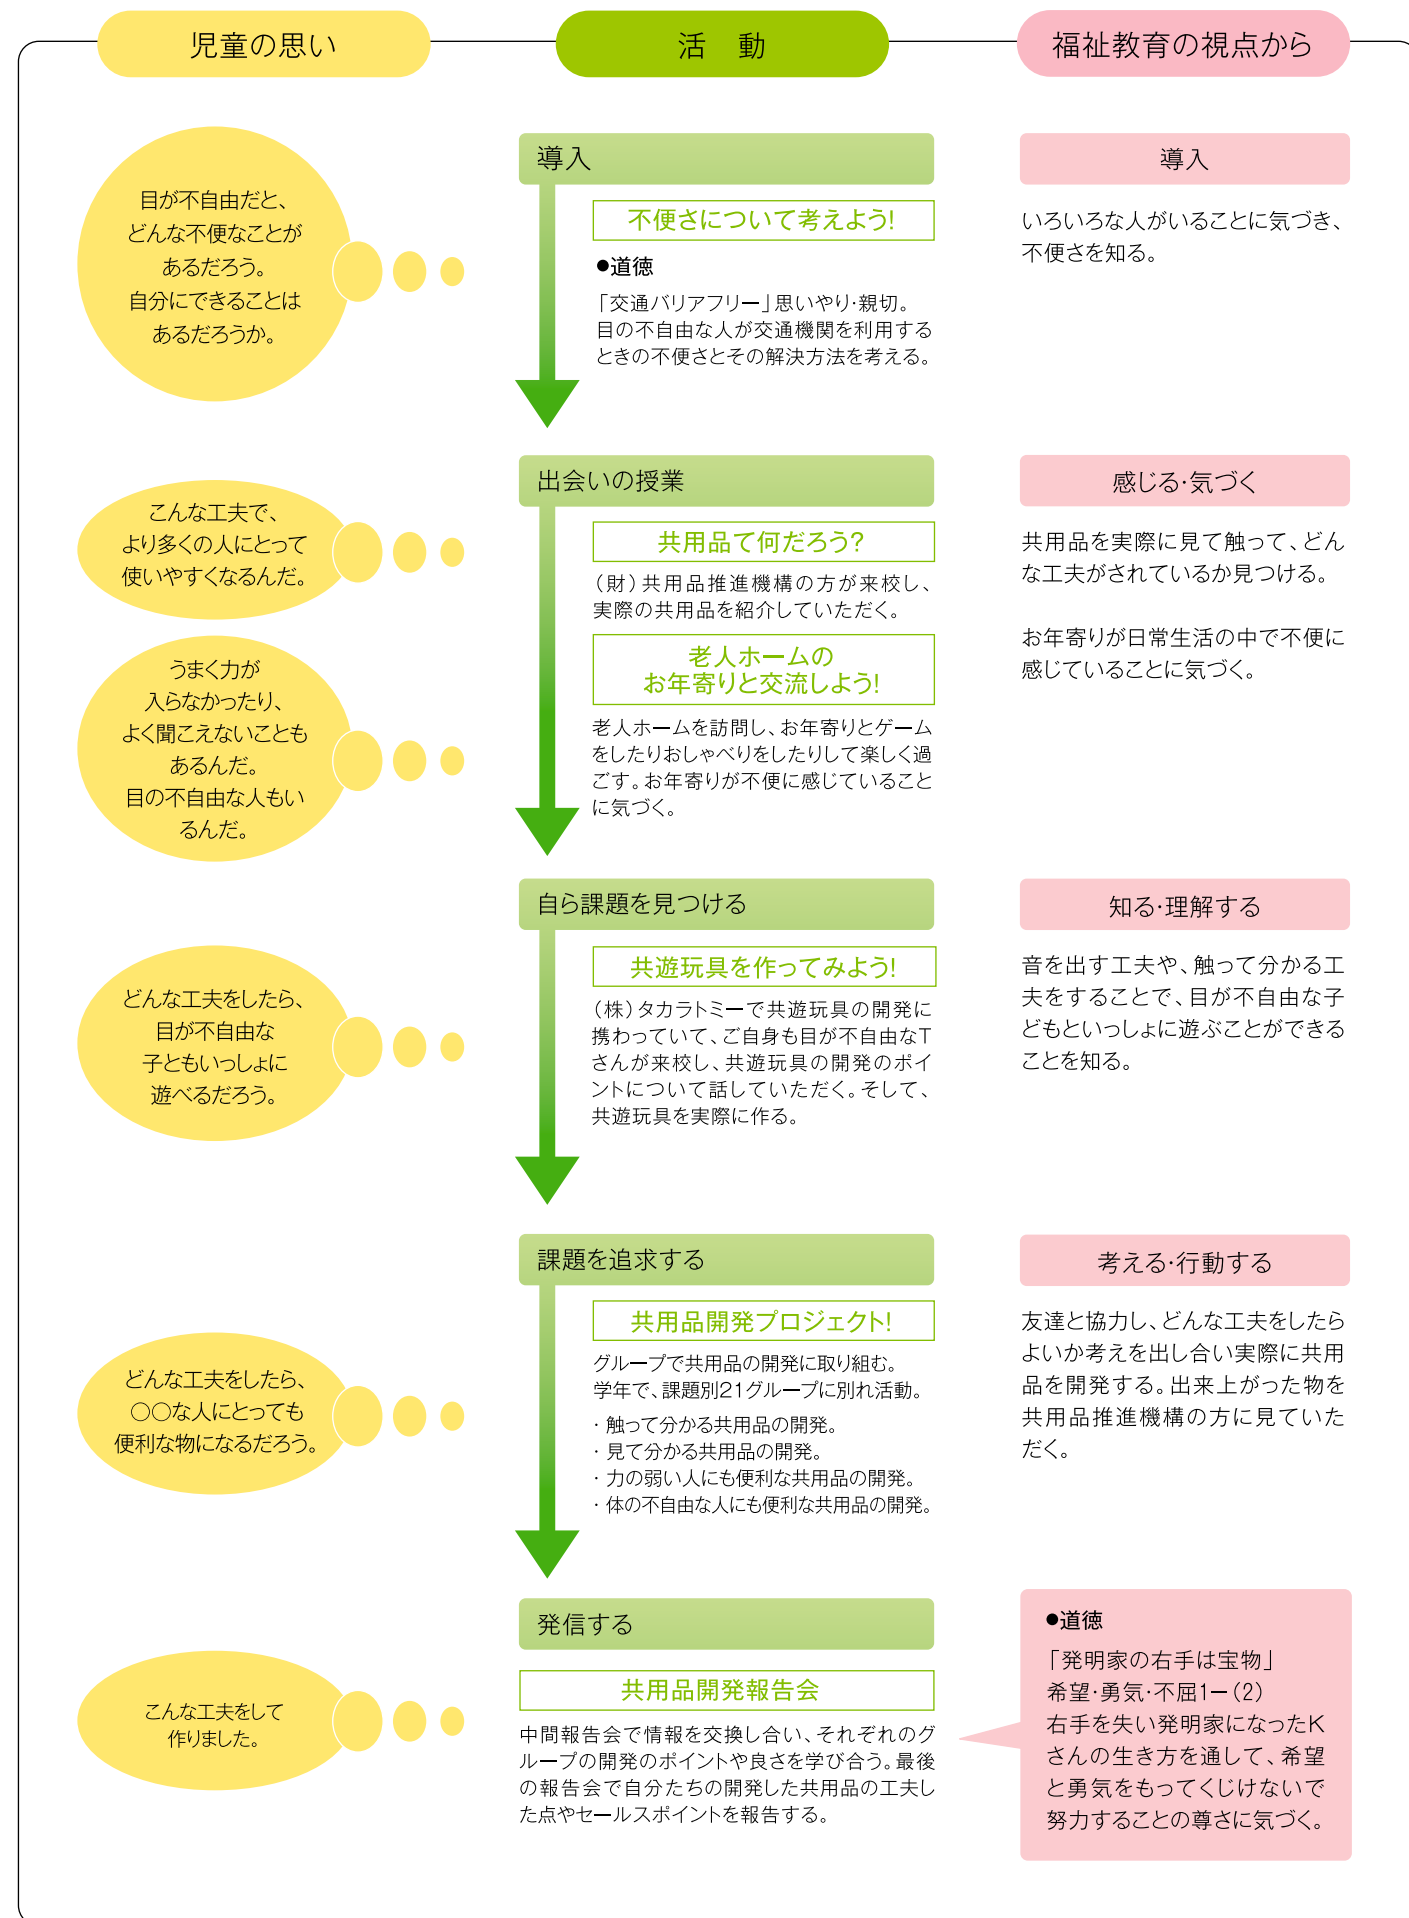 児童の思い
活 動
福祉教育の視点から
目が不自由だと、
どんな不便なことが
あるだろう。
自分にできることは
あるだろうか。
導入
不便さについて考えよう!
●道徳
「交通バリアフリー」思いやり・親切。
目の不自由な人が交通機関を利用する
ときの不便さとその解決方法を考える。
導入
いろいろな人がいることに気づき、
不便さを知る。
こんな工夫で、
より多くの人にとって
使いやすくなるんだ。
うまく力が
入らなかったり、
よく聞こえないことも
あるんだ。
目の不自由な人もい
るんだ。
出会いの授業
共用品て何だろう?
（財）共用品推進機構の方が来校し、
実際の共用品を紹介していただく。
老人ホームの
お年寄りと交流しよう!
老人ホームを訪問し、お年寄りとゲーム
をしたりおしゃべりをしたりして楽しく過
ごす。お年寄りが不便に感じていること
に気づく。
感じる・気づく
共用品を実際に見て触って、どん
な工夫がされているか見つける。
お年寄りが日常生活の中で不便に
感じていることに気づく。
どんな工夫をしたら、
目が不自由な
子ともいっしょに
遊べるだろう。
自ら課題を見つける
共遊玩具を作ってみよう!
（株）タカラトミーで共遊玩具の開発に
携わっていて、ご自身も目が不自由なT
さんが来校し、共遊玩具の開発のポイ
ントについて話していただく。そして、
共遊玩具を実際に作る。
知る・理解する
音を出す工夫や、触って分かる工
夫をすることで、目が不自由な子
どもといっしょに遊ぶことができる
ことを知る。
どんな工夫をしたら、
○○な人にとっても
便利な物になるだろう。
課題を追求する
共用品開発プロジェクト!
グループで共用品の開発に取り組む。
学年で、課題別21グループに別れ活動。
・触って分かる共用品の開発。
・見て分かる共用品の開発。
・力の弱い人にも便利な共用品の開発。
・体の不自由な人にも便利な共用品の開発。
考える・行動する
友達と協力し、どんな工夫をしたら
よいか考えを出し合い実際に共用
品を開発する。出来上がった物を
共用品推進機構の方に見ていた
だく。
こんな工夫をして
作りました。
発信する
共用品開発報告会
中間報告会で情報を交換し合い、それぞれのグ
ループの開発のポイントや良さを学び合う。最後
の報告会で自分たちの開発した共用品の工夫し
た点やセールスポイントを報告する。
●道徳
「発明家の右手は宝物」
希望・勇気・不屈1ー（2）
右手を失い発明家になったK
さんの生き方を通して、希望
と勇気をもってくじけないで
努力することの尊さに気づく。